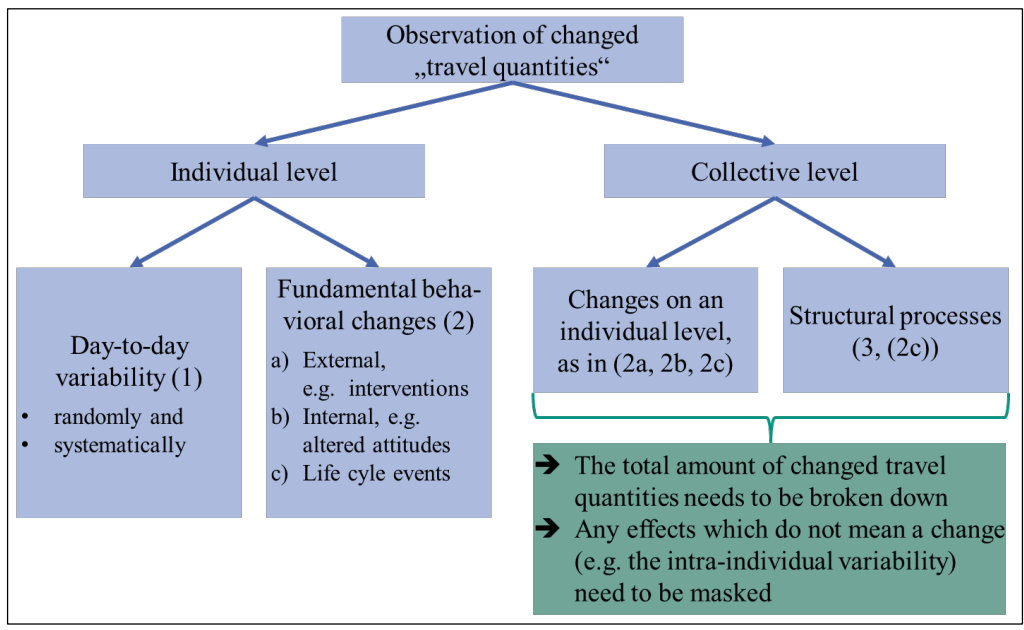 Observation of changed
„travel quantities“
Individual level
Collective level
Day-to-day
variability (1)
• randomly and
• systematically
Fundamental beha-
vioral changes (2)
a) External,
e.g. interventions
b) Internal, e.g.
altered attitudes
c) Life cyle events
Changes on an
individual level,
as in (2a, 2b, 2c)
Structural processes
(3, (2c))
➔ The total amount of changed travel
quantities needs to be broken down
➔ Any effects which do not mean a change
(e.g. the intra-individual variability)
need to be masked